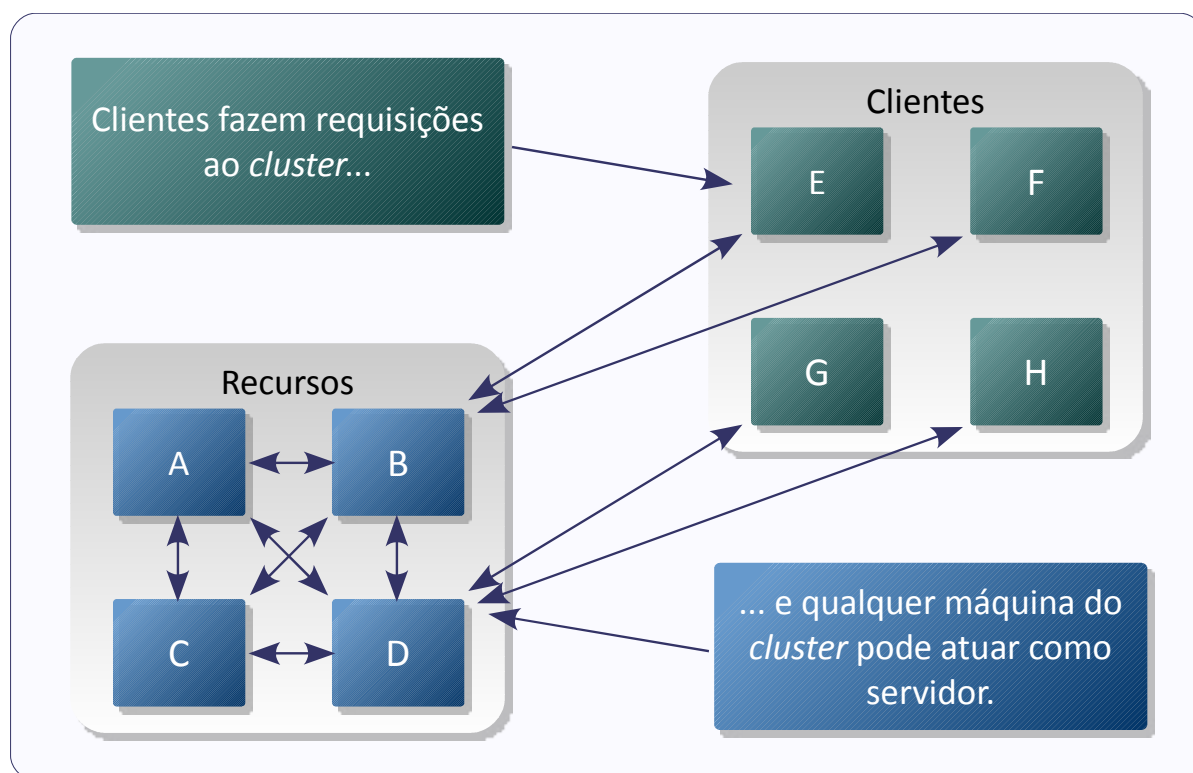 Clientes fazem requisições
ao cluster...
Clientes
E
F
G
H
Recursos
A
B
C
D
... e qualquer máquina do
cluster pode atuar como
servidor.